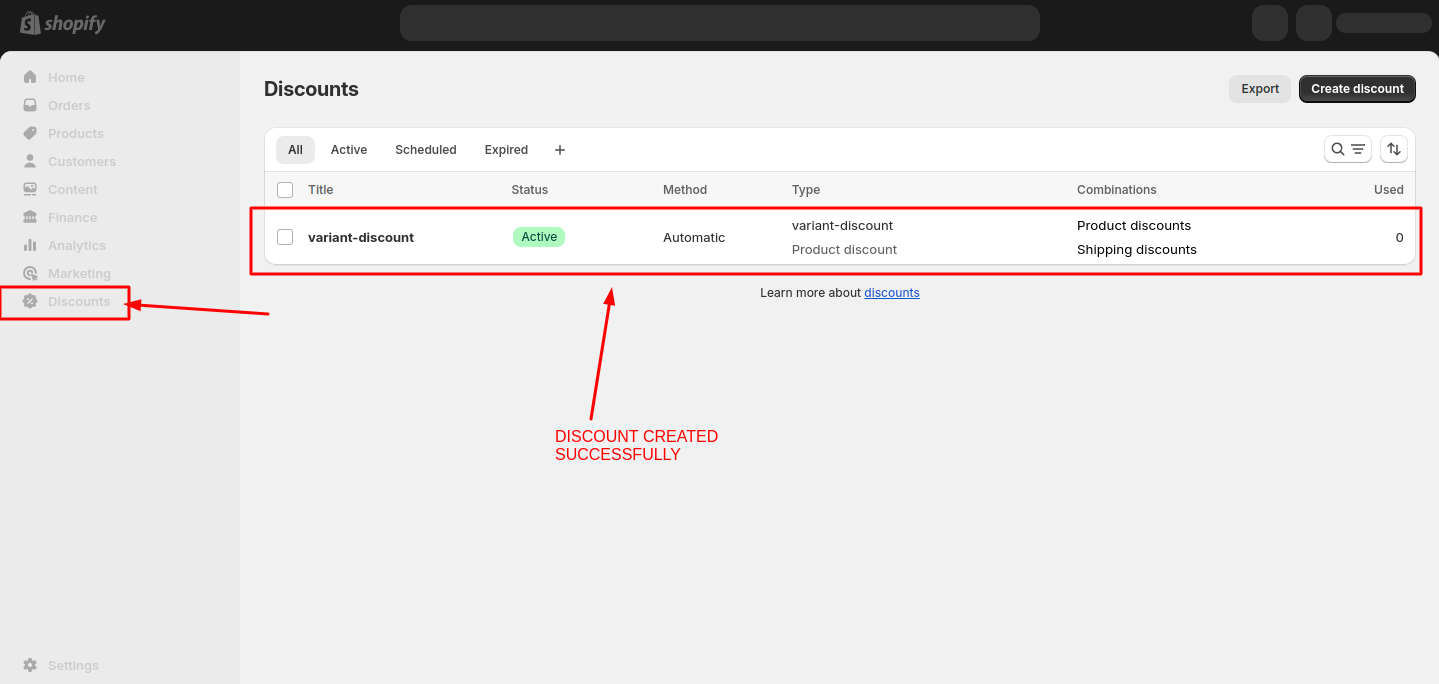 shopify
Home
Orders
Products
Customers
Content
Finance
Analytics
Marketing
Discounts
Settings
Discounts
Export
Create discount
All
Active
Scheduled
Expired
+
Title
Status
Method
Type
Combinations
Used
variant-discount
Active
Automatic
variant-discount
Product discount
Product discounts
Shipping discounts
0
Learn more about discounts
DISCOUNT CREATED
SUCCESSFULLY